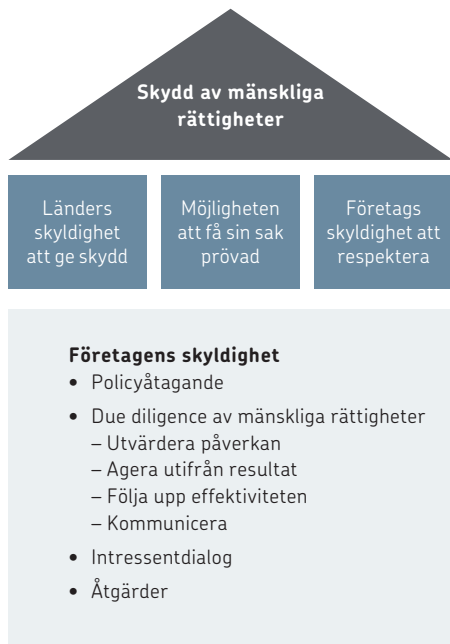 Skydd av mänskliga
rättigheter
Länders
skyldighet
att ge skydd
Möjligheten
att få sin sak
prövad
Företags
skyldighet att
respektera
Företagens skyldighet
• Policyåtagande
• Due diligence av mänskliga rättigheter
– Utvärdera påverkan
– Agera utifrån resultat
– Följa upp effektiviteten
– Kommunicera
• Intressentdialog
• Åtgärder